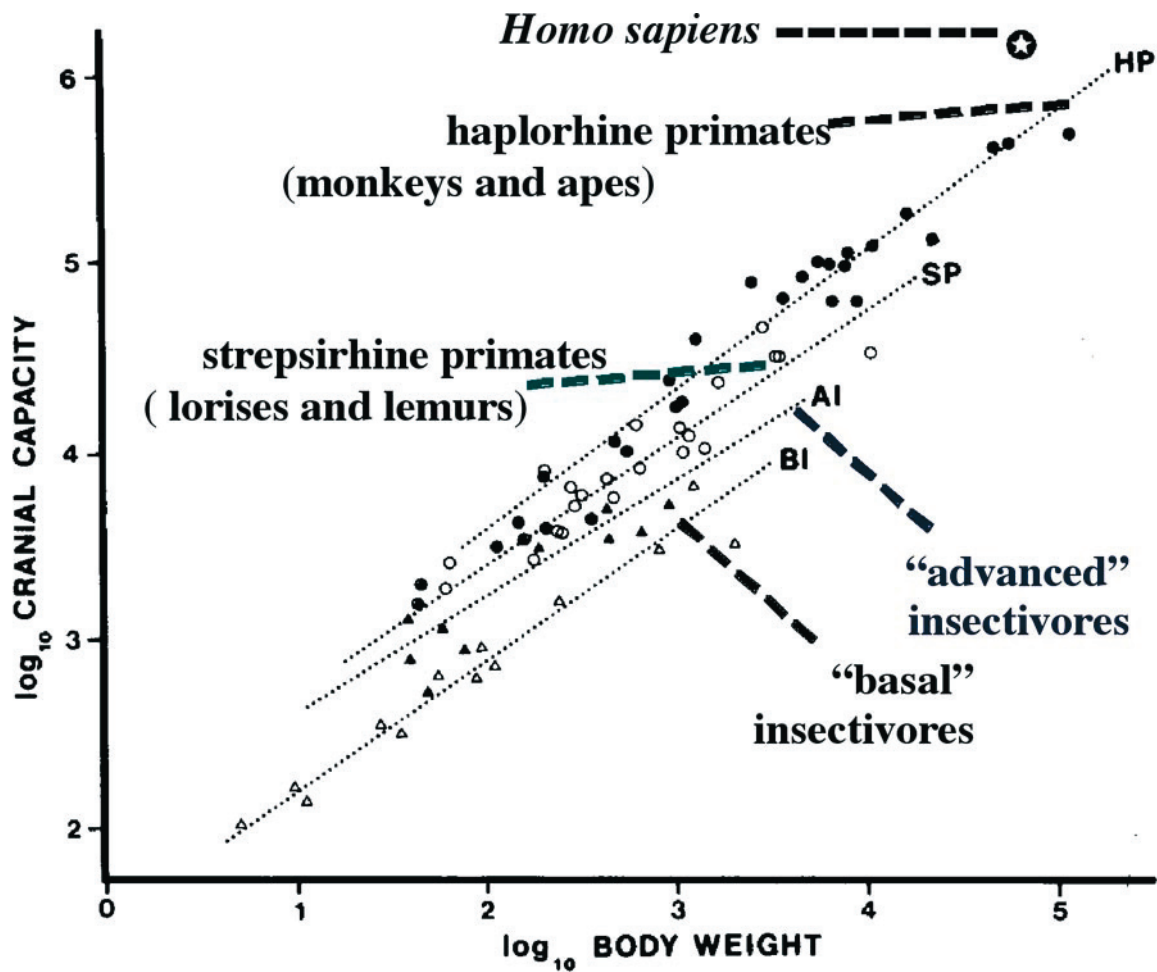 Homo sapiens
HP
6
haplorhine primates
(monkeys and apes)
5
SP
strepsirhine primates
( lorises and lemurs)
AI
4
BI
"advanced"
insectivores
3
"basal"
insectivores
2
log₁₀ CRANIAL CAPACITY
0 1 2 3 4 5
log₁₀ BODY WEIGHT